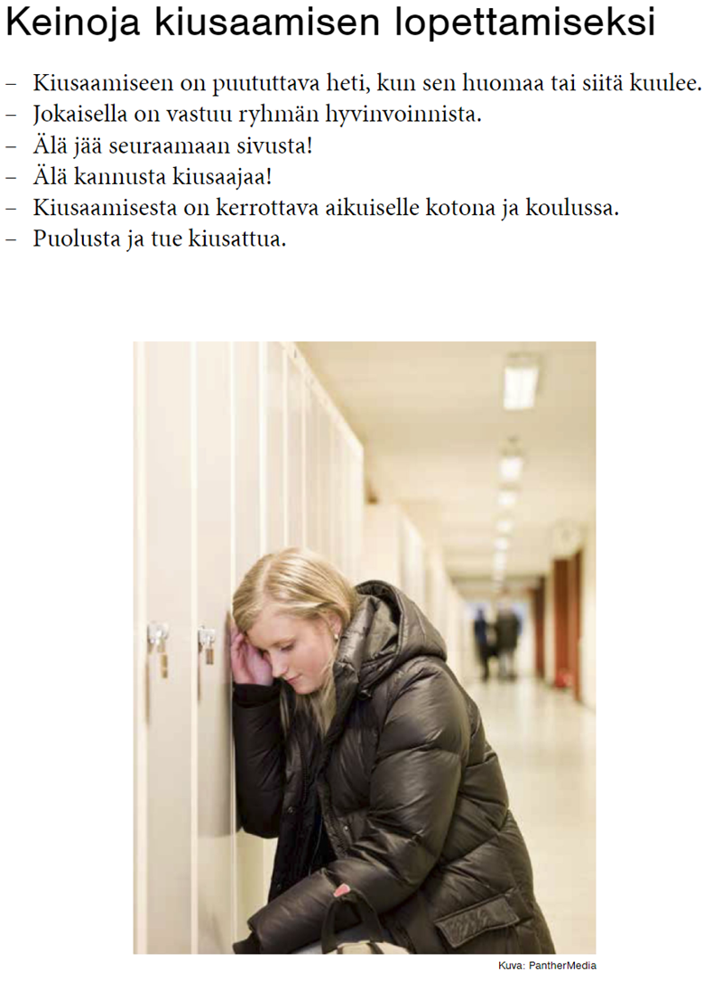 Keinoja kiusaamisen lopettamiseksi
– Kiusaamiseen on puututtava heti, kun sen huomaa tai siitä kuulee.
– Jokaisella on vastuu ryhmän hyvinvoinnista.
– Älä jää seuraamaan sivusta!
– Älä kannusta kiusaajaa!
– Kiusaamisesta on kerrottava aikuiselle kotona ja koulussa.
– Puolusta ja tue kiusattua.
Kuva: PantherMedia